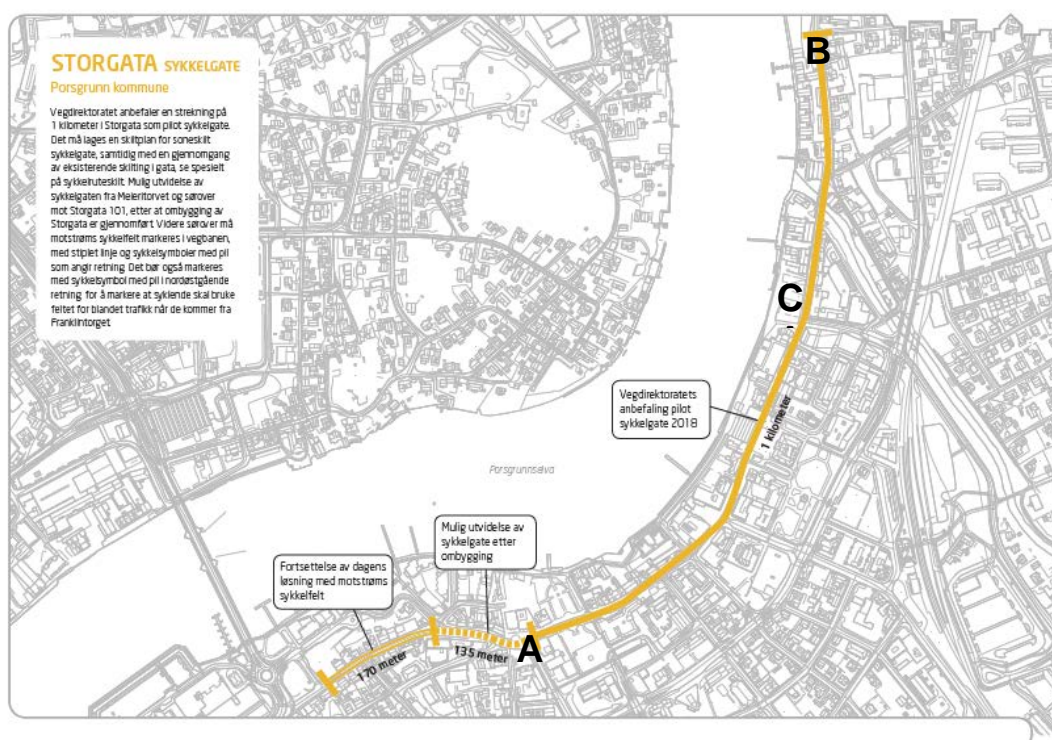 STORGATA SYKKELGATE
Porsgrunn kommune
Vegdirektoratet anbefaler en strekning på
1 kilometer i Storgata som pilot sykkelgate.
Det må lages en skiltplan for soneskilt
sykkelgate, samtidig med en gjennomgang
av eksisterende skilting i gata, se spesielt
på sykkelruteskilt. Mulig utvidelse av
sykkelgaten fra Meieritorvet og sørover
mot Storgata 101, etter at ombygging av
Storgata er gjennomført. Videre sørover må
motstrøms sykkelfelt markeres i vegbanen,
med stiplet linje og sykkelsymboler med pil
som angir retning. Det bør også markeres
med sykkelsymbol med pil i nordøstgående
retning, for å markere at syklende skal bruke
feltet for blandet trafikk når de kommer fra
Franklintorget.
B
C
Vegdirektoratets
anbefaling pilot
sykkelgate 2018
1 kilometer
Porsgrunnselva
Mulig utvidelse av
sykkelgate etter
ombygging
Fortsettelse av dagens
løsning med motstrøms
sykkelfelt
A
135 meter
170 meter